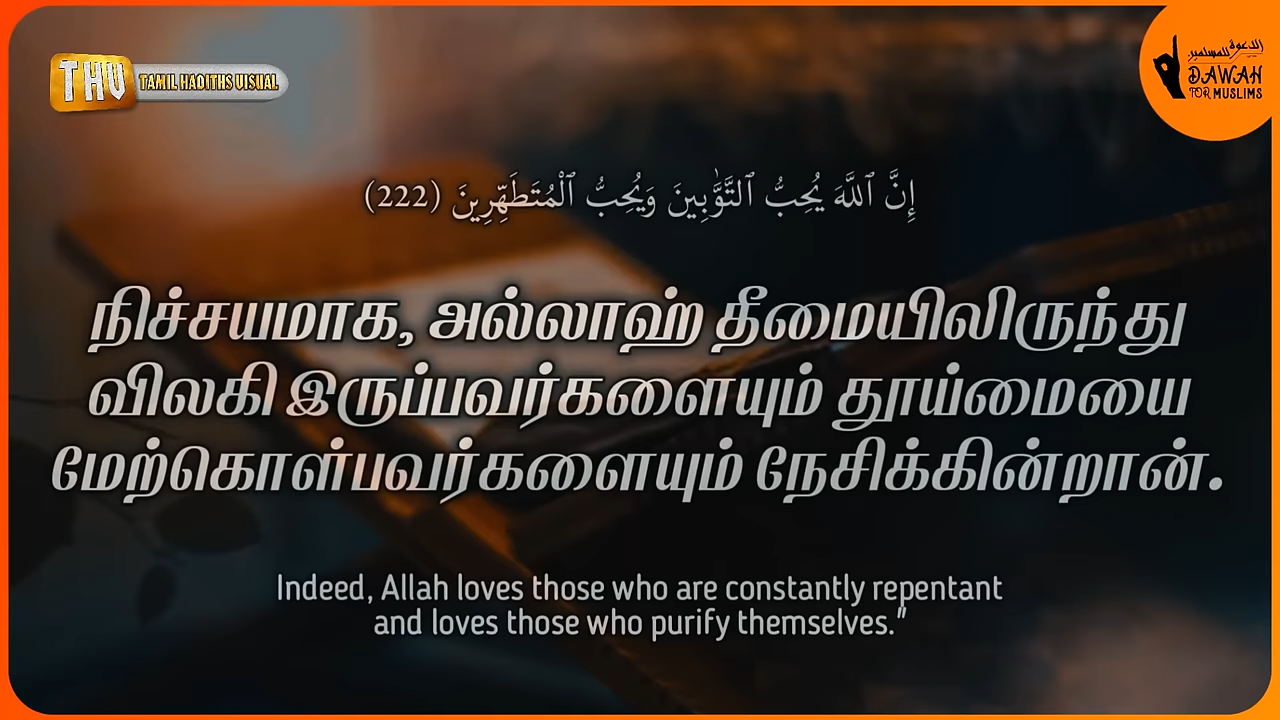 THV TAMIL HADITHS VISUAL
الدعوة للمسلمين
DAWAH
FOR MUSLIMS
إِنَّ ٱللَّهَ يُحِبُّ ٱلتَّوَّٰبِينَ وَيُحِبُّ ٱلْمُتَطَهِّرِينَ (222)
நிச்சயமாக, அல்லாஹ் தீமையிலிருந்து
விலகி இருப்பவர்களையும் தூய்மையை
மேற்கொள்பவர்களையும் நேசிக்கின்றான்.
Indeed, Allah loves those who are constantly repentant
and loves those who purify themselves."